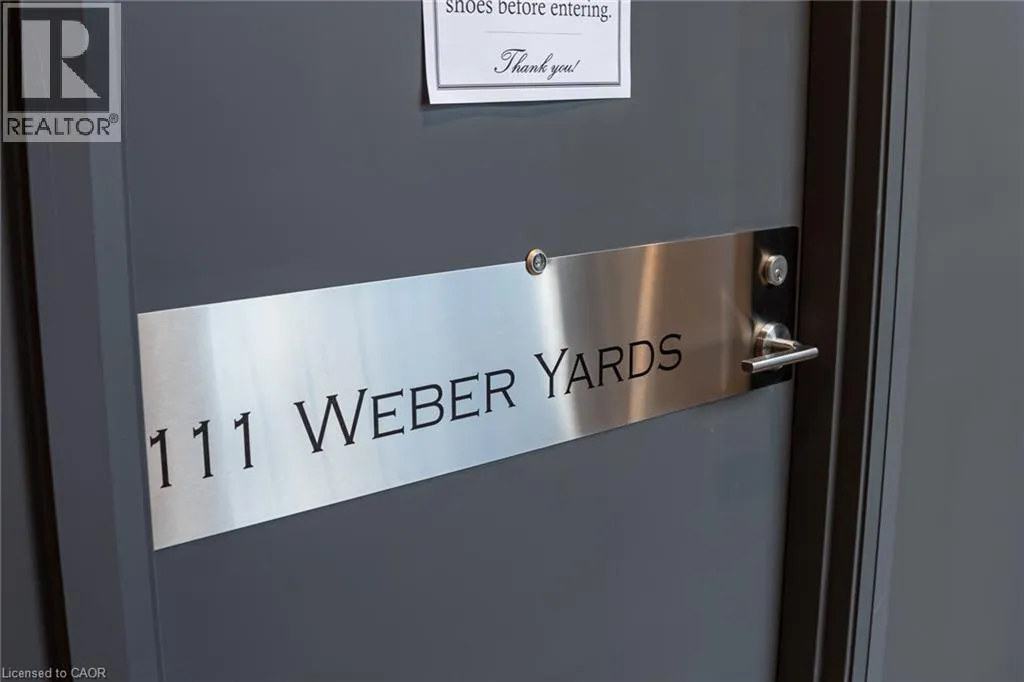 shoes before entering.
Thank you!
R
REALTOR®
111 WEBER YARDS
Licensed to CAOR